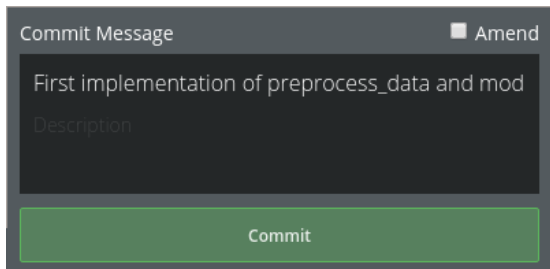 Commit Message
Amend
First implementation of preprocess_data and mod
Description
Commit